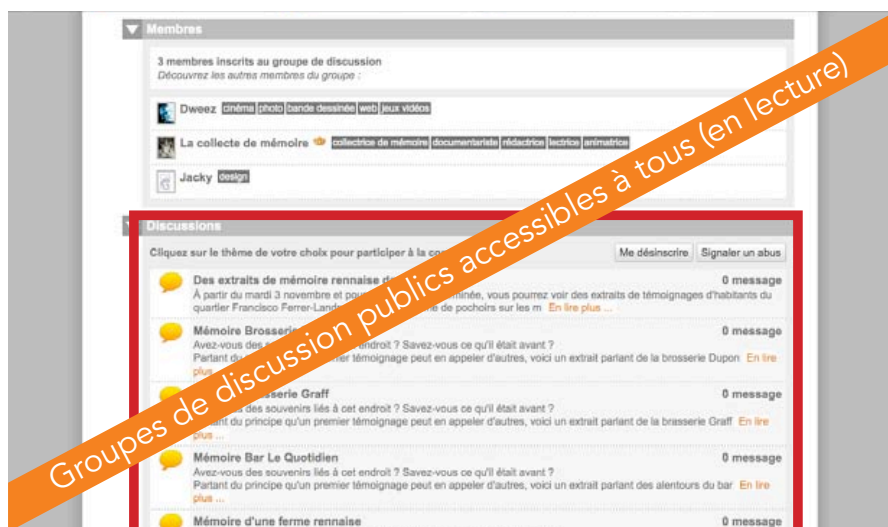 Membres
3 membres inscrits au groupe de discussion
Découvrez les autres membres du groupe :
Dweez cinéma photo bande dessinée web jeux vidéos
La collecte de mémoire collectrice de mémoire documentariste rédactrice lectrice animatrice
Jacky design
Groupes de discussion publics accessibles à tous (en lecture)
Discussions
Cliquez sur le thème de votre choix pour participer à la
Me désinscrire Signaler un abus
Des extraits de mémoire rennaise
0 message
À partir du mardi 3 novembre et vous pourrez voir des extraits de témoignages d'habitants du
quartier Francisco de pochoirs sur les m En lire plus ...
Mémoire
0 message
Avez-vous endroit ? Savez-vous ce qu'il était avant ?
Partant témoignage peut en appeler d'autres, voici un extrait parlant de la brosserie Dupon En lire
plus
Graff
0 message
des souvenirs liés à cet endroit ? Savez-vous ce qu'il était avant ?
du principe qu'un premier témoignage peut en appeler d'autres, voici un extrait parlant de la brasserie Graff En lire
plus ...
Mémoire Bar Le Quotidien
0 message
Avez-vous des souvenirs liés à cet endroit ? Savez-vous ce qu'il était avant ?
Partant du principe qu'un premier témoignage peut en appeler d'autres, voici un extrait parlant des alentours du bar En lire
plus ...
Mémoire d'une ferme rennaise
0 message